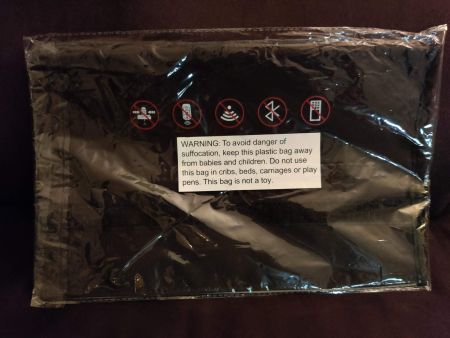 WARNING: To avoid danger of
suffocation, keep this plastic bag away
from babies and children. Do not use
this bag in cribs, beds, carriages or play
pens. This bag is not a toy.